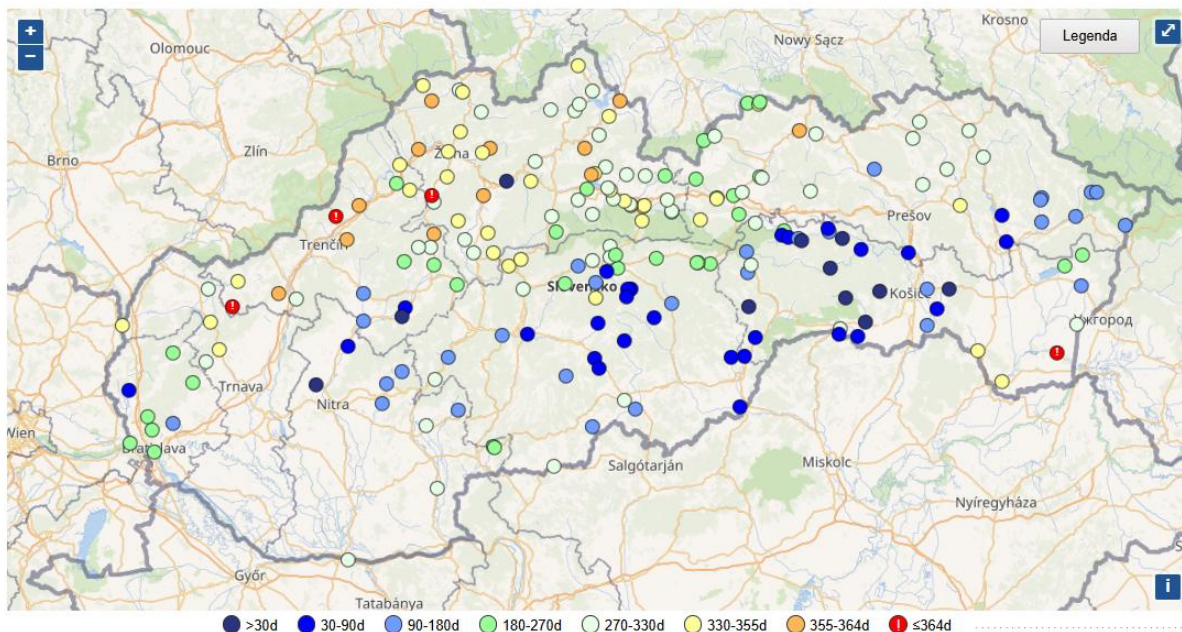 Krosno
+
Olomouc
Nowy Sącz
Legenda
−
Brno
Zlín
Žilina
Prešov
Trenčín
Slovensko
Košice
Ужгород
Trnava
Nitra
Wien
Bratislava
Salgótarján
Miskolc
Nyíregyháza
Győr
i
Tatabánya
>30d
30-90d
90-180d
180-270d
270-330d
330-355d
355-364d
! ≤364d